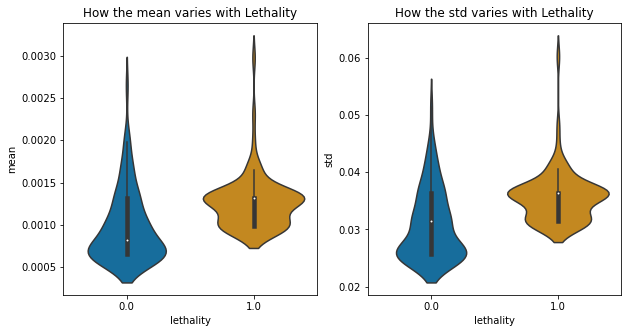 How the mean varies with Lethality
mean
0.0030
0.0025
0.0020
0.0015
0.0010
0.0005
0.0
1.0
lethality
How the std varies with Lethality
std
0.06
0.05
0.04
0.03
0.02
0.0
1.0
lethality